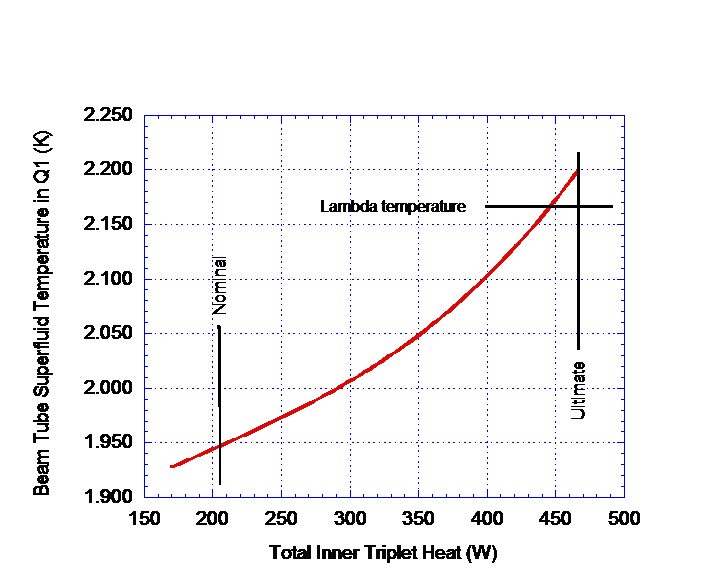 2.250
2.200
2.150
2.100
2.050
2.000
1.950
1.900
Beam Tube Superfluid Temperature in Q1 (K)
Lambda temperature
Nominal
Ultimate
150 200 250 300 350 400 450 500
Total Inner Triplet Heat (W)